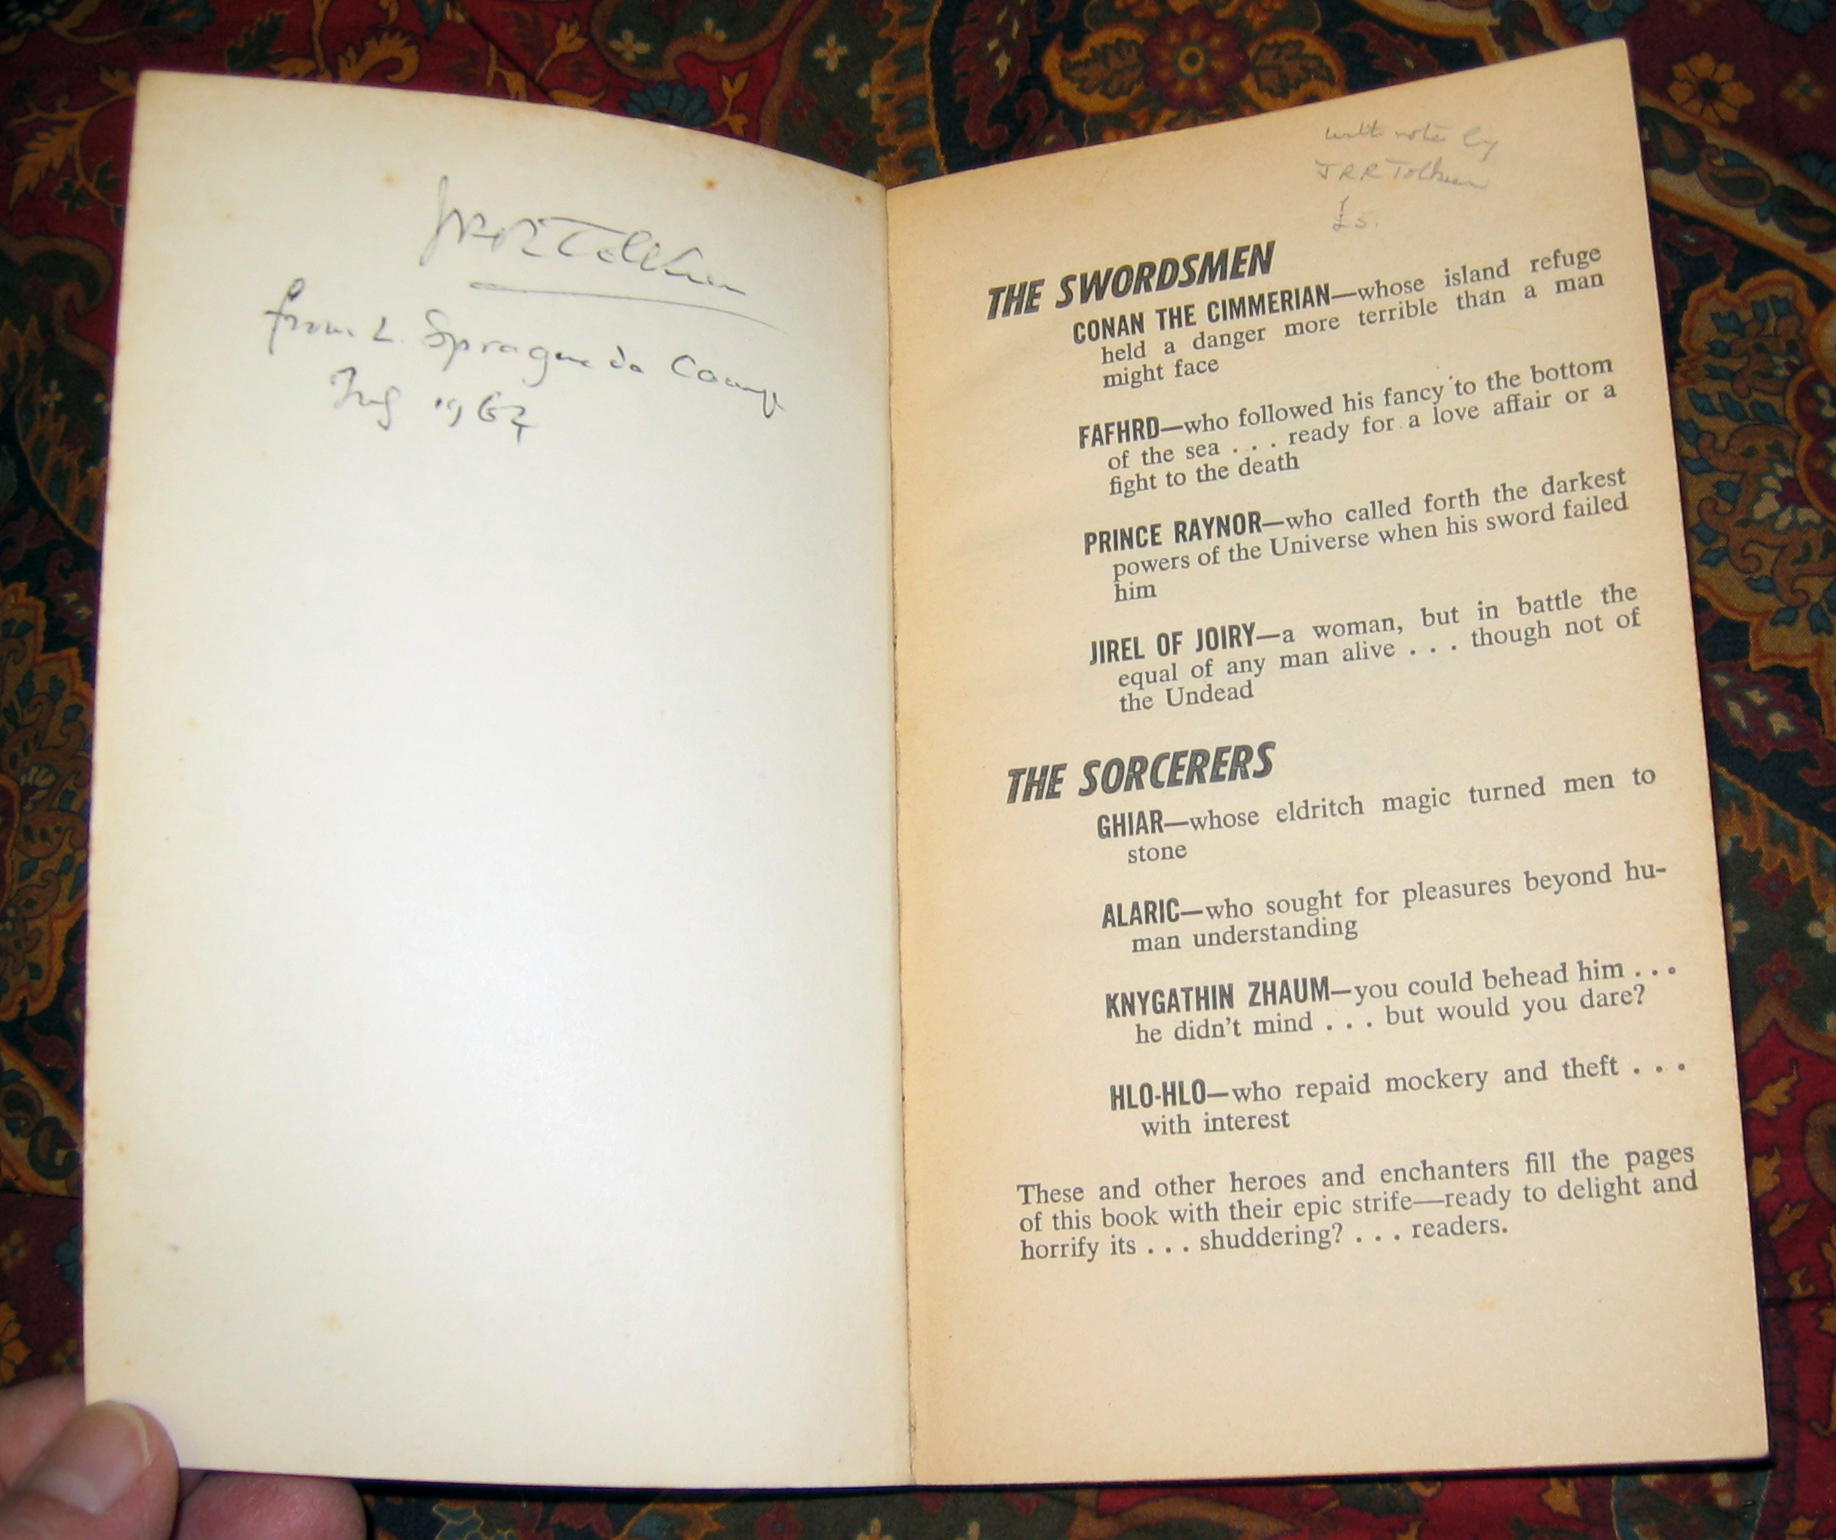 JRRTolkien
from L. Sprague de Camp
1964
with notes by
JRR Tolkien
£5.
THE SWORDSMEN
CONAN THE CIMMERIAN—whose island refuge
held a danger more terrible than a man
might face
FAFHRD—who followed his fancy to the bottom
of the sea . . . ready for a love affair or a
fight to the death
PRINCE RAYNOR—who called forth the darkest
powers of the Universe when his sword failed
him
JIREL OF JOIRY—a woman, but in battle the
equal of any man alive . . . though not of
the Undead
THE SORCERERS
GHIAR—whose eldritch magic turned men to
stone
ALARIC—who sought for pleasures beyond hu-
man understanding
KNYGATHIN ZHAUM—you could behead him . . .
he didn't mind . . . but would you dare?
HLO-HLO—who repaid mockery and theft . . .
with interest
These and other heroes and enchanters fill the pages
of this book with their epic strife—ready to delight and
horrify its . . . shuddering? . . . readers.